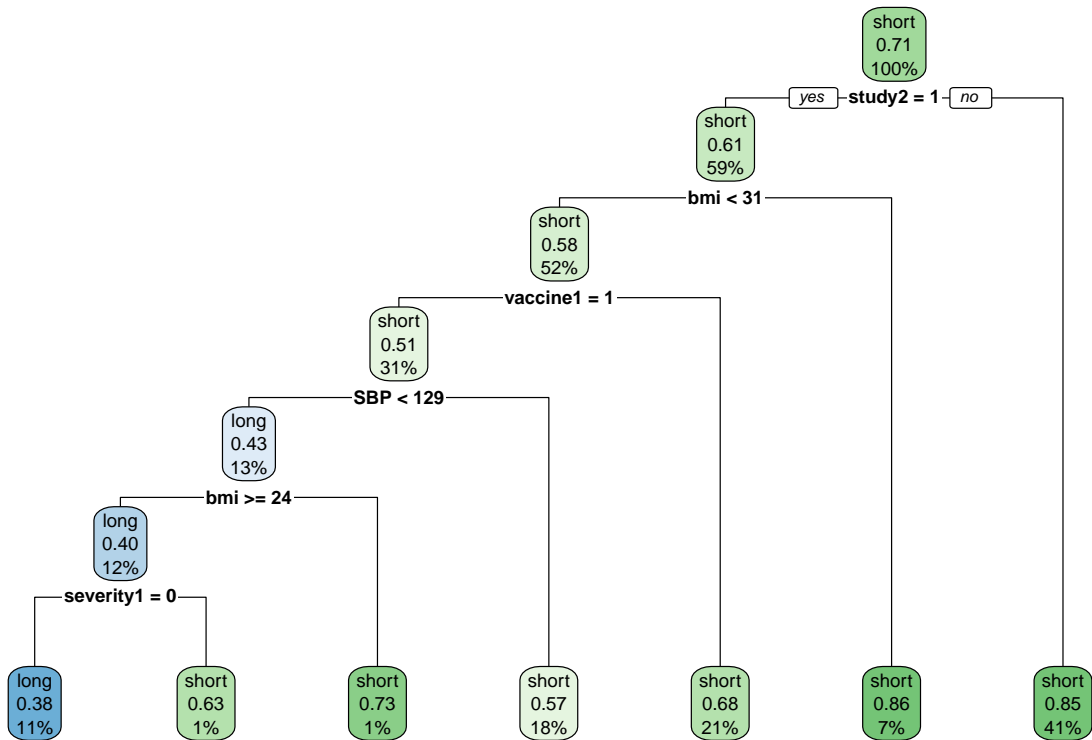 short
0.71
100%
yes study2 = 1 no
short
0.61
59%
bmi < 31
short
0.58
52%
vaccine1 = 1
short
0.51
31%
SBP < 129
long
0.43
13%
bmi >= 24
long
0.40
12%
severity1 = 0
long
0.38
11%
short
0.63
1%
short
0.73
1%
short
0.57
18%
short
0.68
21%
short
0.86
7%
short
0.85
41%